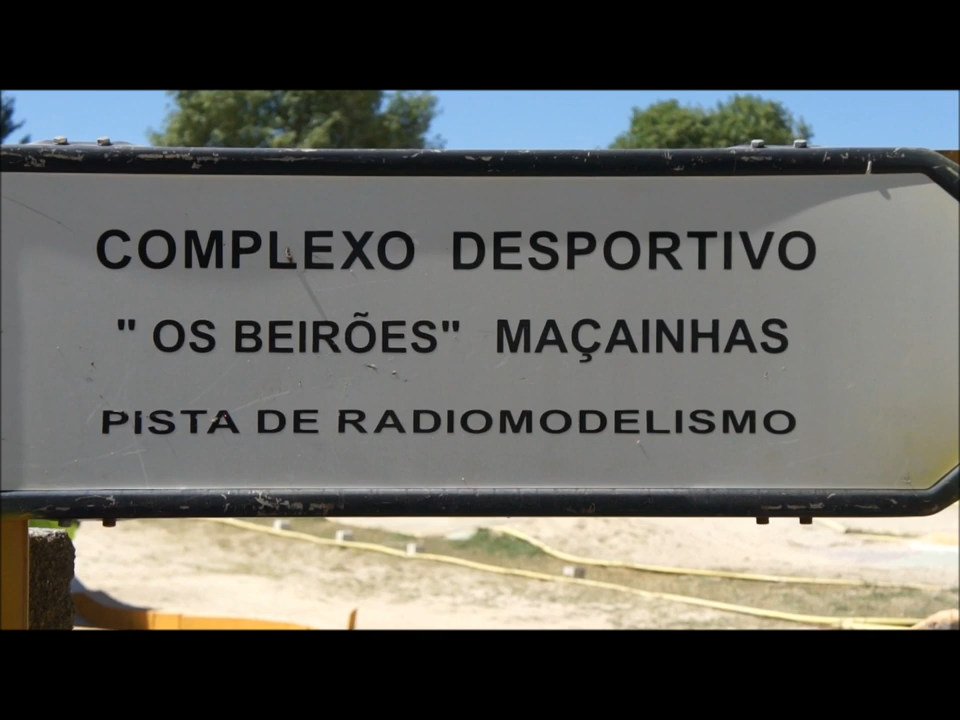 COMPLEXO DESPORTIVO
" OS BEIRÕES" MAÇAINHAS
PISTA DE RADIOMODELISMO